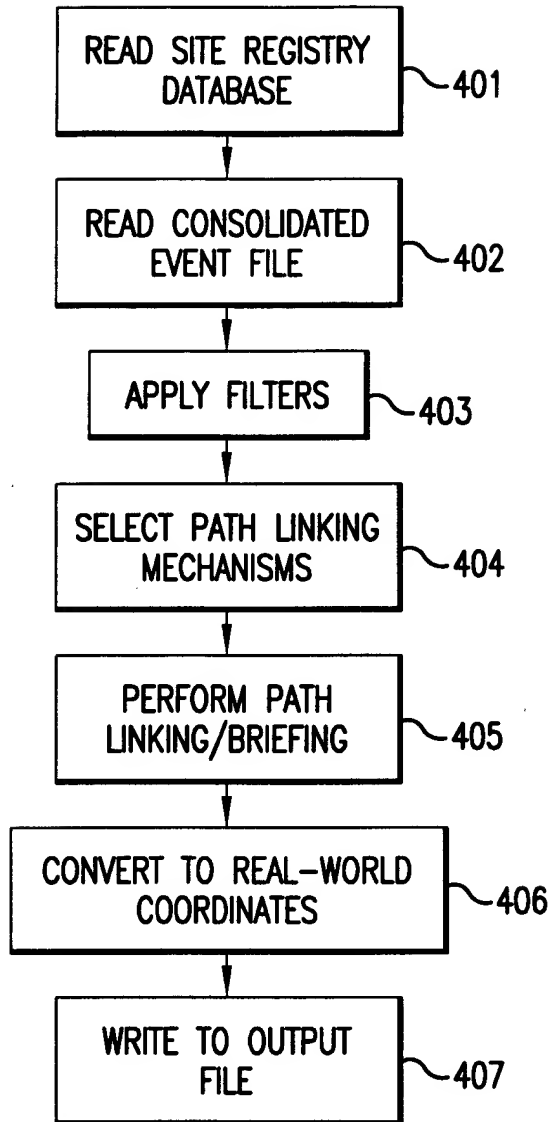 READ SITE REGISTRY
DATABASE
401
READ CONSOLIDATED
EVENT FILE
402
APPLY FILTERS
403
SELECT PATH LINKING
MECHANISMS
404
PERFORM PATH
LINKING/BRIEFING
405
CONVERT TO REAL-WORLD
COORDINATES
406
WRITE TO OUTPUT
FILE
407